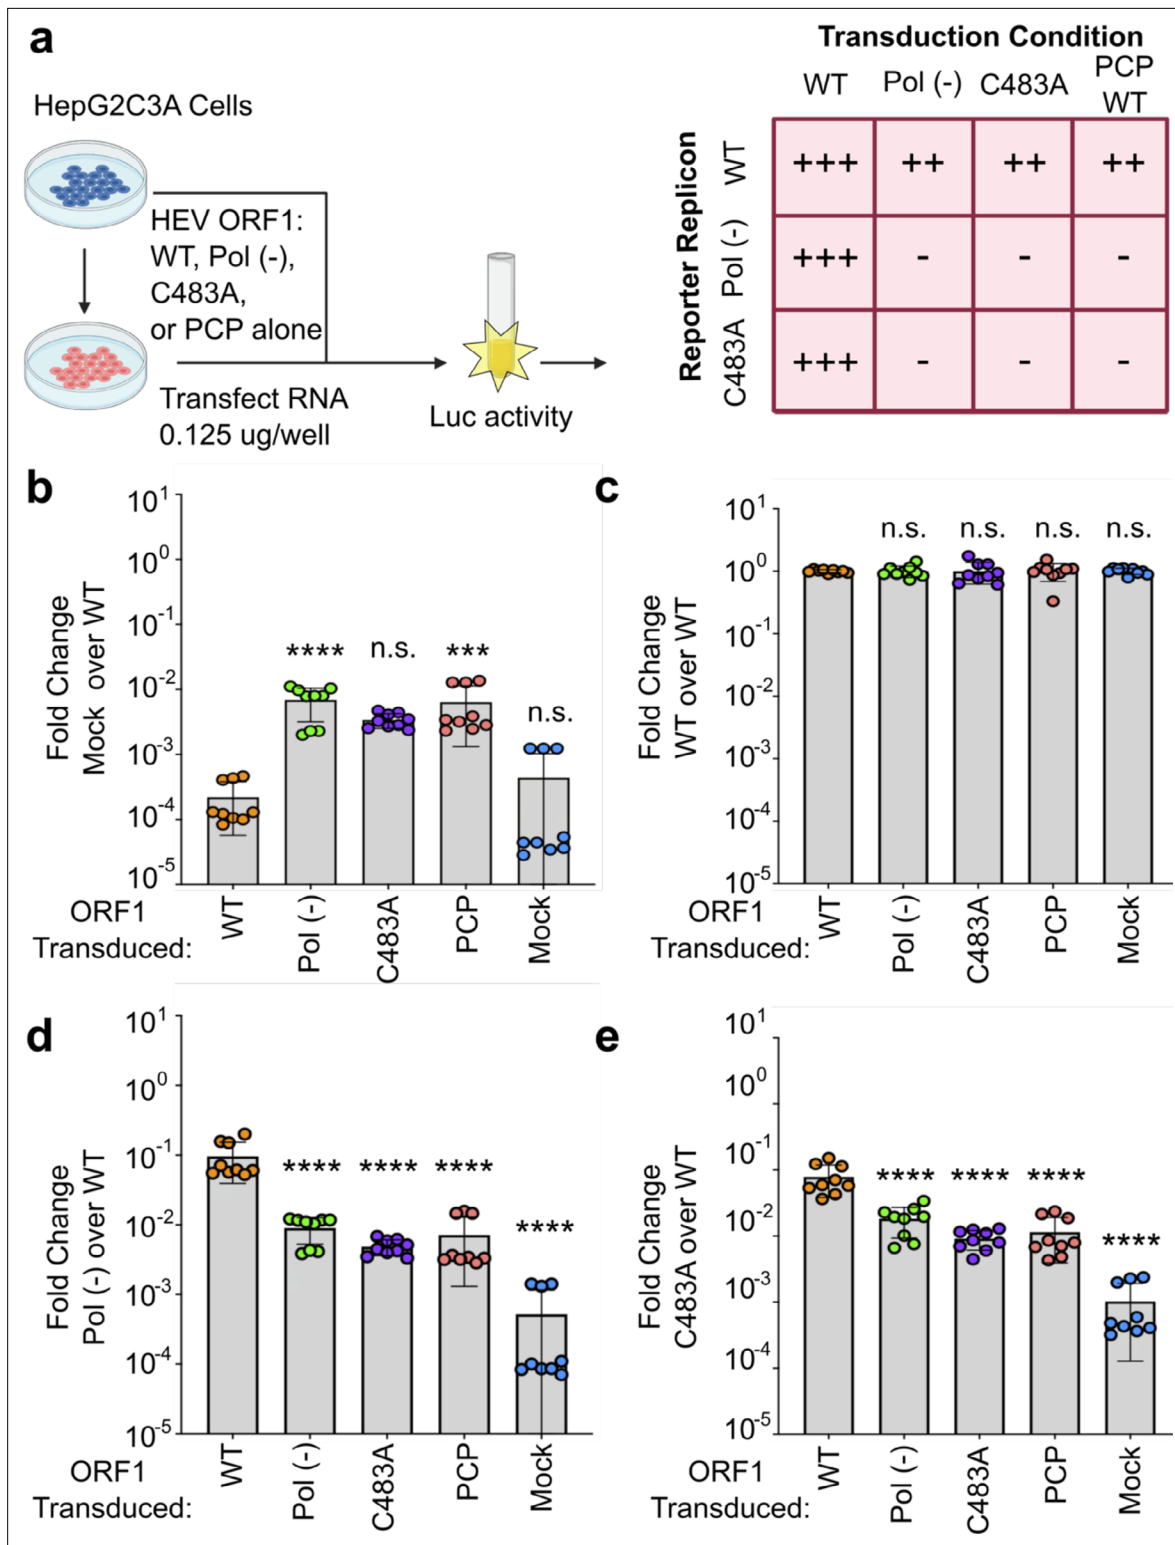 a
HepG2C3A Cells
HEV ORF1:
WT, Pol (-),
C483A,
or PCP alone
Transfect RNA
0.125 ug/well
Luc activity
Transduction Condition
WT Pol (-) C483A PCP WT
Reporter Replicon
WT +++ ++ ++ ++
Pol (-) +++ - - -
C483A +++ - - -
b
Fold Change
Mock over WT
10^1
10^0
10^-1
10^-2
10^-3
10^-4
10^-5
**** n.s. *** n.s.
ORF1
Transduced:
WT Pol (-) C483A PCP Mock
c
Fold Change
WT over WT
10^1
10^0
10^-1
10^-2
10^-3
10^-4
10^-5
n.s. n.s. n.s. n.s.
ORF1
Transduced:
WT Pol (-) C483A PCP Mock
d
Fold Change
Pol (-) over WT
10^1
10^0
10^-1
10^-2
10^-3
10^-4
10^-5
**** **** **** ****
ORF1
Transduced:
WT Pol (-) C483A PCP Mock
e
Fold Change
C483A over WT
10^1
10^0
10^-1
10^-2
10^-3
10^-4
10^-5
**** **** **** ****
ORF1
Transduced:
WT Pol (-) C483A PCP Mock